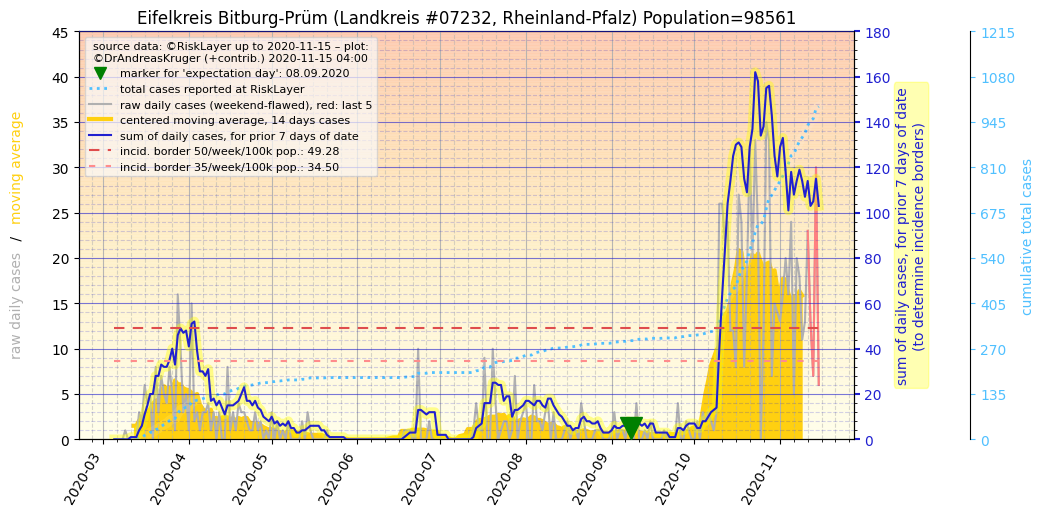 Eifelkreis Bitburg-Prüm (Landkreis #07232, Rheinland-Pfalz) Population=98561
source data: ©RiskLayer up to 2020-11-15 – plot:
©DrAndreasKruger (+contrib.) 2020-11-15 04:00
marker for 'expectation day': 08.09.2020
total cases reported at RiskLayer
raw daily cases (weekend-flawed), red: last 5
centered moving average, 14 days cases
sum of daily cases, for prior 7 days of date
incid. border 50/week/100k pop.: 49.28
incid. border 35/week/100k pop.: 34.50
raw daily cases / moving average
45
40
35
30
25
20
15
10
5
0
2020-03
2020-04
2020-05
2020-06
2020-07
2020-08
2020-09
2020-10
2020-11
180
160
140
120
100
80
60
40
20
0
sum of daily cases, for prior 7 days of date
(to determine incidence borders)
1215
1080
945
810
675
540
405
270
135
0
cumulative total cases